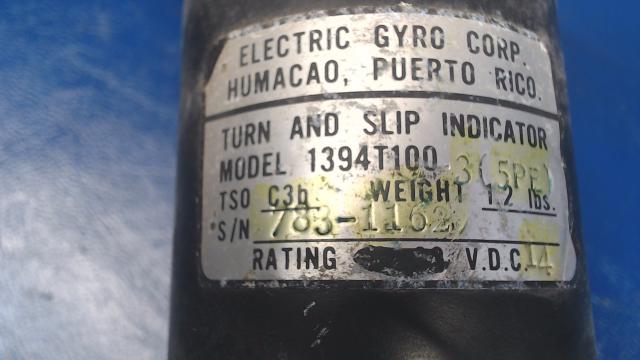 ELECTRIC GYRO CORP.
HUMACAO, PUERTO RICO.
TURN AND SLIP INDICATOR
MODEL 1394T100 3(5PF)
TSO C3b WEIGHT 1.2 lbs.
S/N 783-1162
RATING V.D.C.